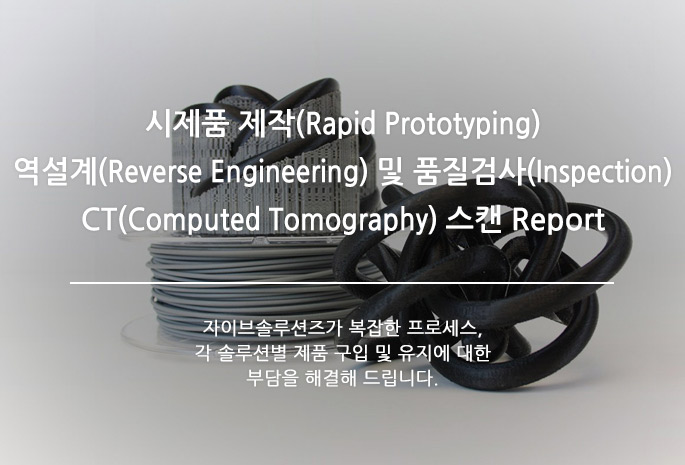 시제품 제작(Rapid Prototyping)
역설계(Reverse Engineering) 및 품질검사(Inspection)
CT(Computed Tomography) 스캔 Report
자이브솔루션즈가 복잡한 프로세스,
각 솔루션별 제품 구입 및 유지에 대한
부담을 해결해 드립니다.